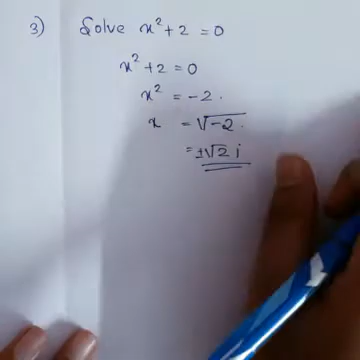 3) Solve x² + 2 = 0
x² + 2 = 0
x² = -2.
x = √-2.
= ±√2 i